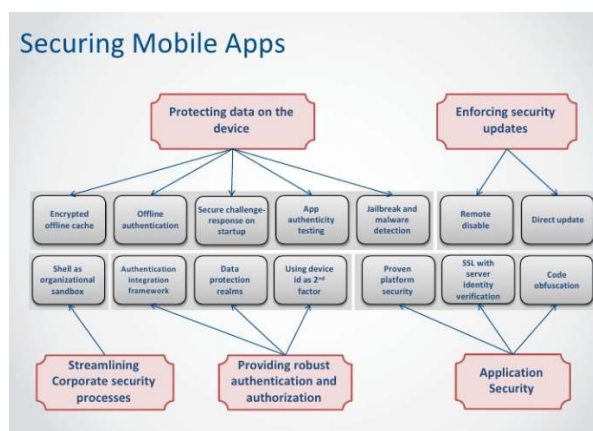 Securing Mobile Apps
Protecting data on the
device
Enforcing security
updates
Encrypted
offline cache
Offline
authentication
Secure challenge-
response on
startup
App
authenticity
testing
Jailbreak and
malware
detection
Remote
disable
Direct update
Shell as
organizational
sandbox
Authentication
integration
framework
Data
protection
realms
Using device
id as 2nd
factor
Proven
platform
security
SSL with
server
identity
verification
Code
obfuscation
Streamlining
Corporate security
processes
Providing robust
authentication and
authorization
Application
Security